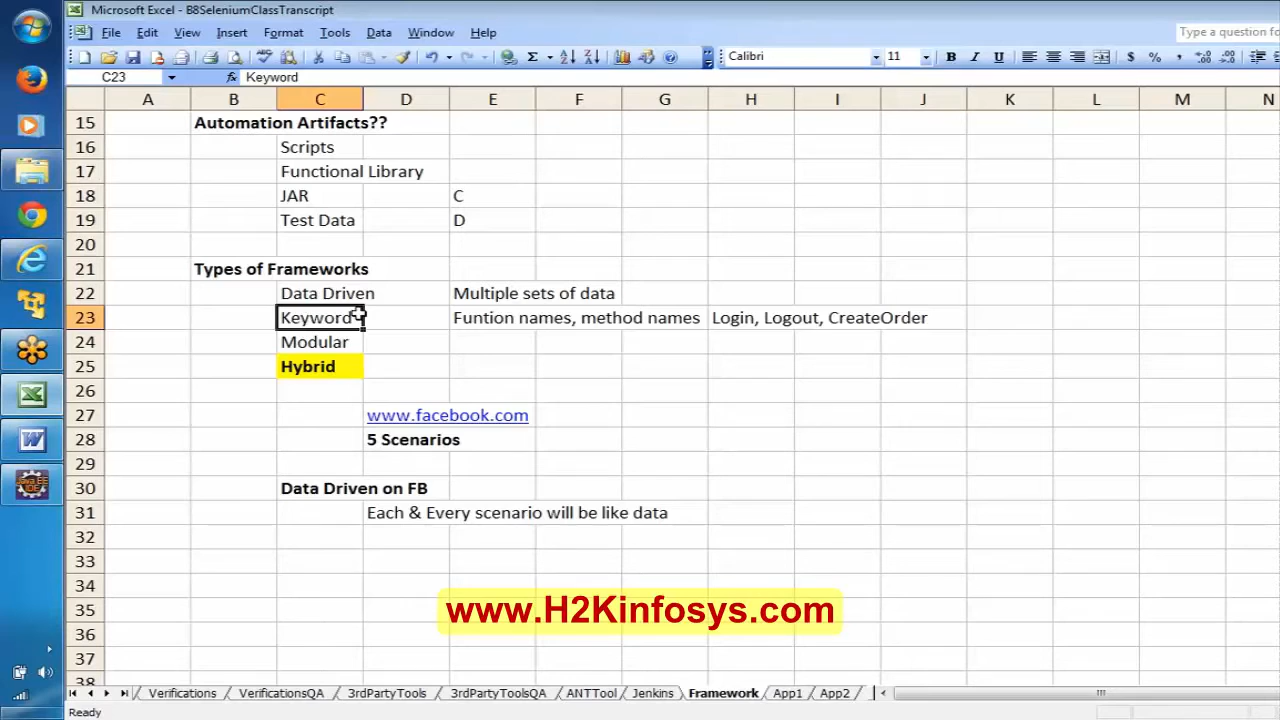 Microsoft Excel - B8SeleniumClassTranscript
File Edit View Insert Format Tools Data Window Help
Type a question fo
Calibri 11 B I U $ %
C23 fx Keyword
A B C D E F G H I J K L M N
15 Automation Artifacts??
16 Scripts
17 Functional Library
18 JAR C
19 Test Data D
20
21 Types of Frameworks
22 Data Driven Multiple sets of data
23 Keyword Funtion names, method names Login, Logout, CreateOrder
24 Modular
25 Hybrid
26
27 www.facebook.com
28 5 Scenarios
29
30 Data Driven on FB
31 Each & Every scenario will be like data
32
33
34
35
www.H2Kinfosys.com
36
37
38
Verifications VerificationsQA 3rdPartyTools 3rdPartyToolsQA ANTTool Jenkins Framework App1 App2
Ready